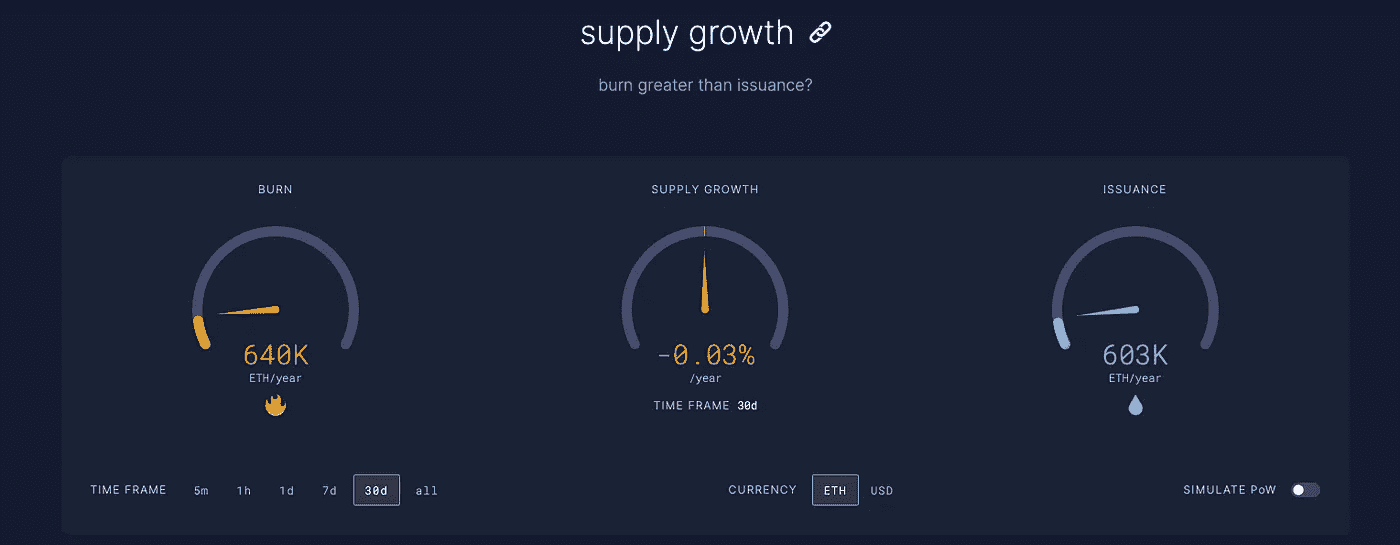 supply growth
burn greater than issuance?
BURN
SUPPLY GROWTH
ISSUANCE
640K
-0.03%
603K
ETH/year
/year
ETH/year
TIME FRAME 30d
TIME FRAME 5m 1h 1d 7d 30d all
CURRENCY ETH USD
SIMULATE PoW